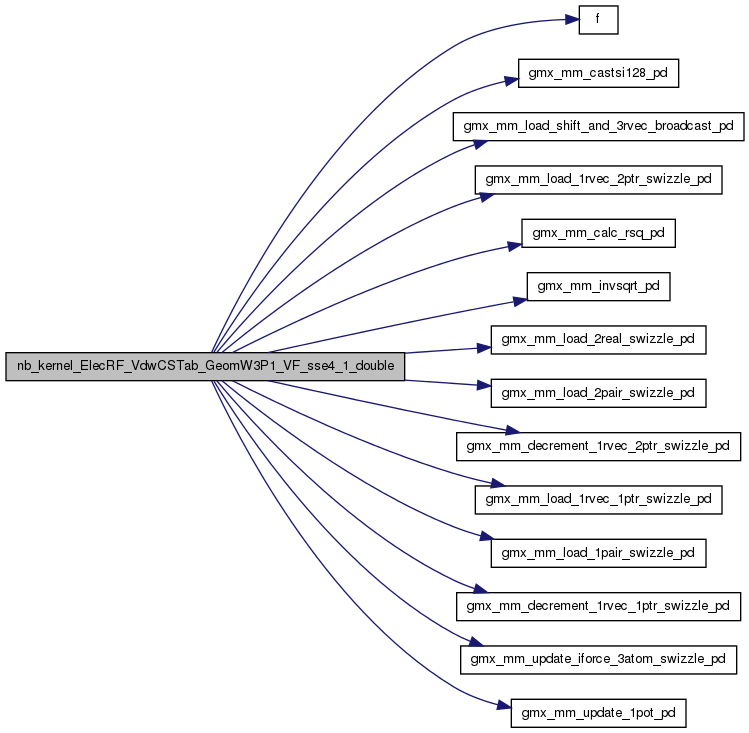 f
gmx_mm_castsi128_pd
gmx_mm_load_shift_and_3rvec_broadcast_pd
gmx_mm_load_1rvec_2ptr_swizzle_pd
gmx_mm_calc_rsq_pd
gmx_mm_invsqrt_pd
gmx_mm_load_2real_swizzle_pd
nb_kernel_ElecRF_VdwCSTab_GeomW3P1_VF_sse4_1_double
gmx_mm_load_2pair_swizzle_pd
gmx_mm_decrement_1rvec_2ptr_swizzle_pd
gmx_mm_load_1rvec_1ptr_swizzle_pd
gmx_mm_load_1pair_swizzle_pd
gmx_mm_decrement_1rvec_1ptr_swizzle_pd
gmx_mm_update_iforce_3atom_swizzle_pd
gmx_mm_update_1pot_pd